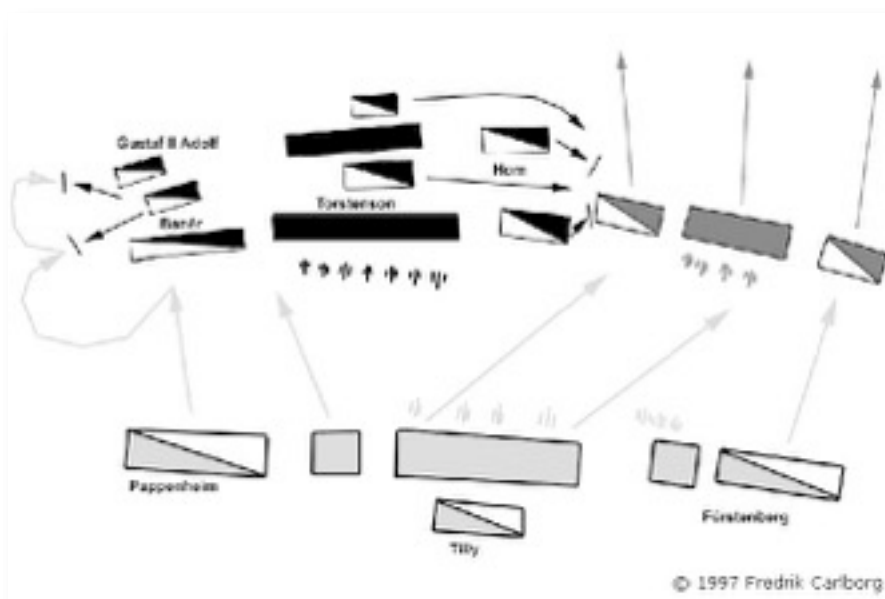 Gustaf II Adolf
Horn
Torstenson
Banér
Pappenheim
Fürstenberg
Tilly
© 1997 Fredrik Carlborg